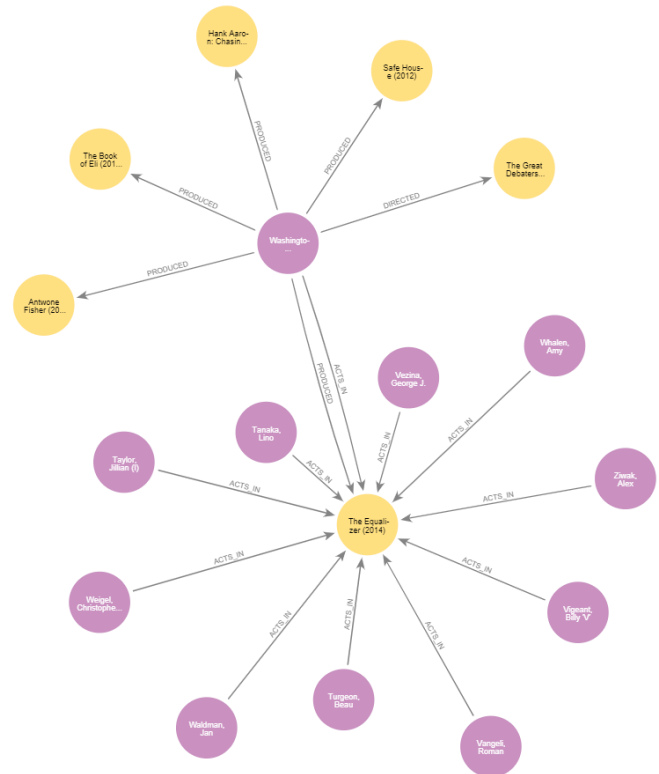 Hank Aar-
on: Chasin...
Safe Hous-
e (2012)
PRODUCED
PRODUCED
The Book
of Eli (201...
The Great
Debaters...
PRODUCED
DIRECTED
Washingto-
...
PRODUCED
Antwone
Fisher (20...
PRODUCED
ACTS_IN
Whalen,
Amy
Vezina,
George J.
Tanaka,
Lino
ACTS_IN
ACTS_IN
Taylor,
Jillian (I)
ACTS_IN
ACTS_IN
Ziwak,
Alex
ACTS_IN
The Equali-
zer (2014)
ACTS_IN
ACTS_IN
Weigel,
Christophe...
Vigeant,
Billy 'V'
ACTS_IN
ACTS_IN
ACTS_IN
Turgeon,
Beau
Waldman,
Jan
Vangeli,
Roman